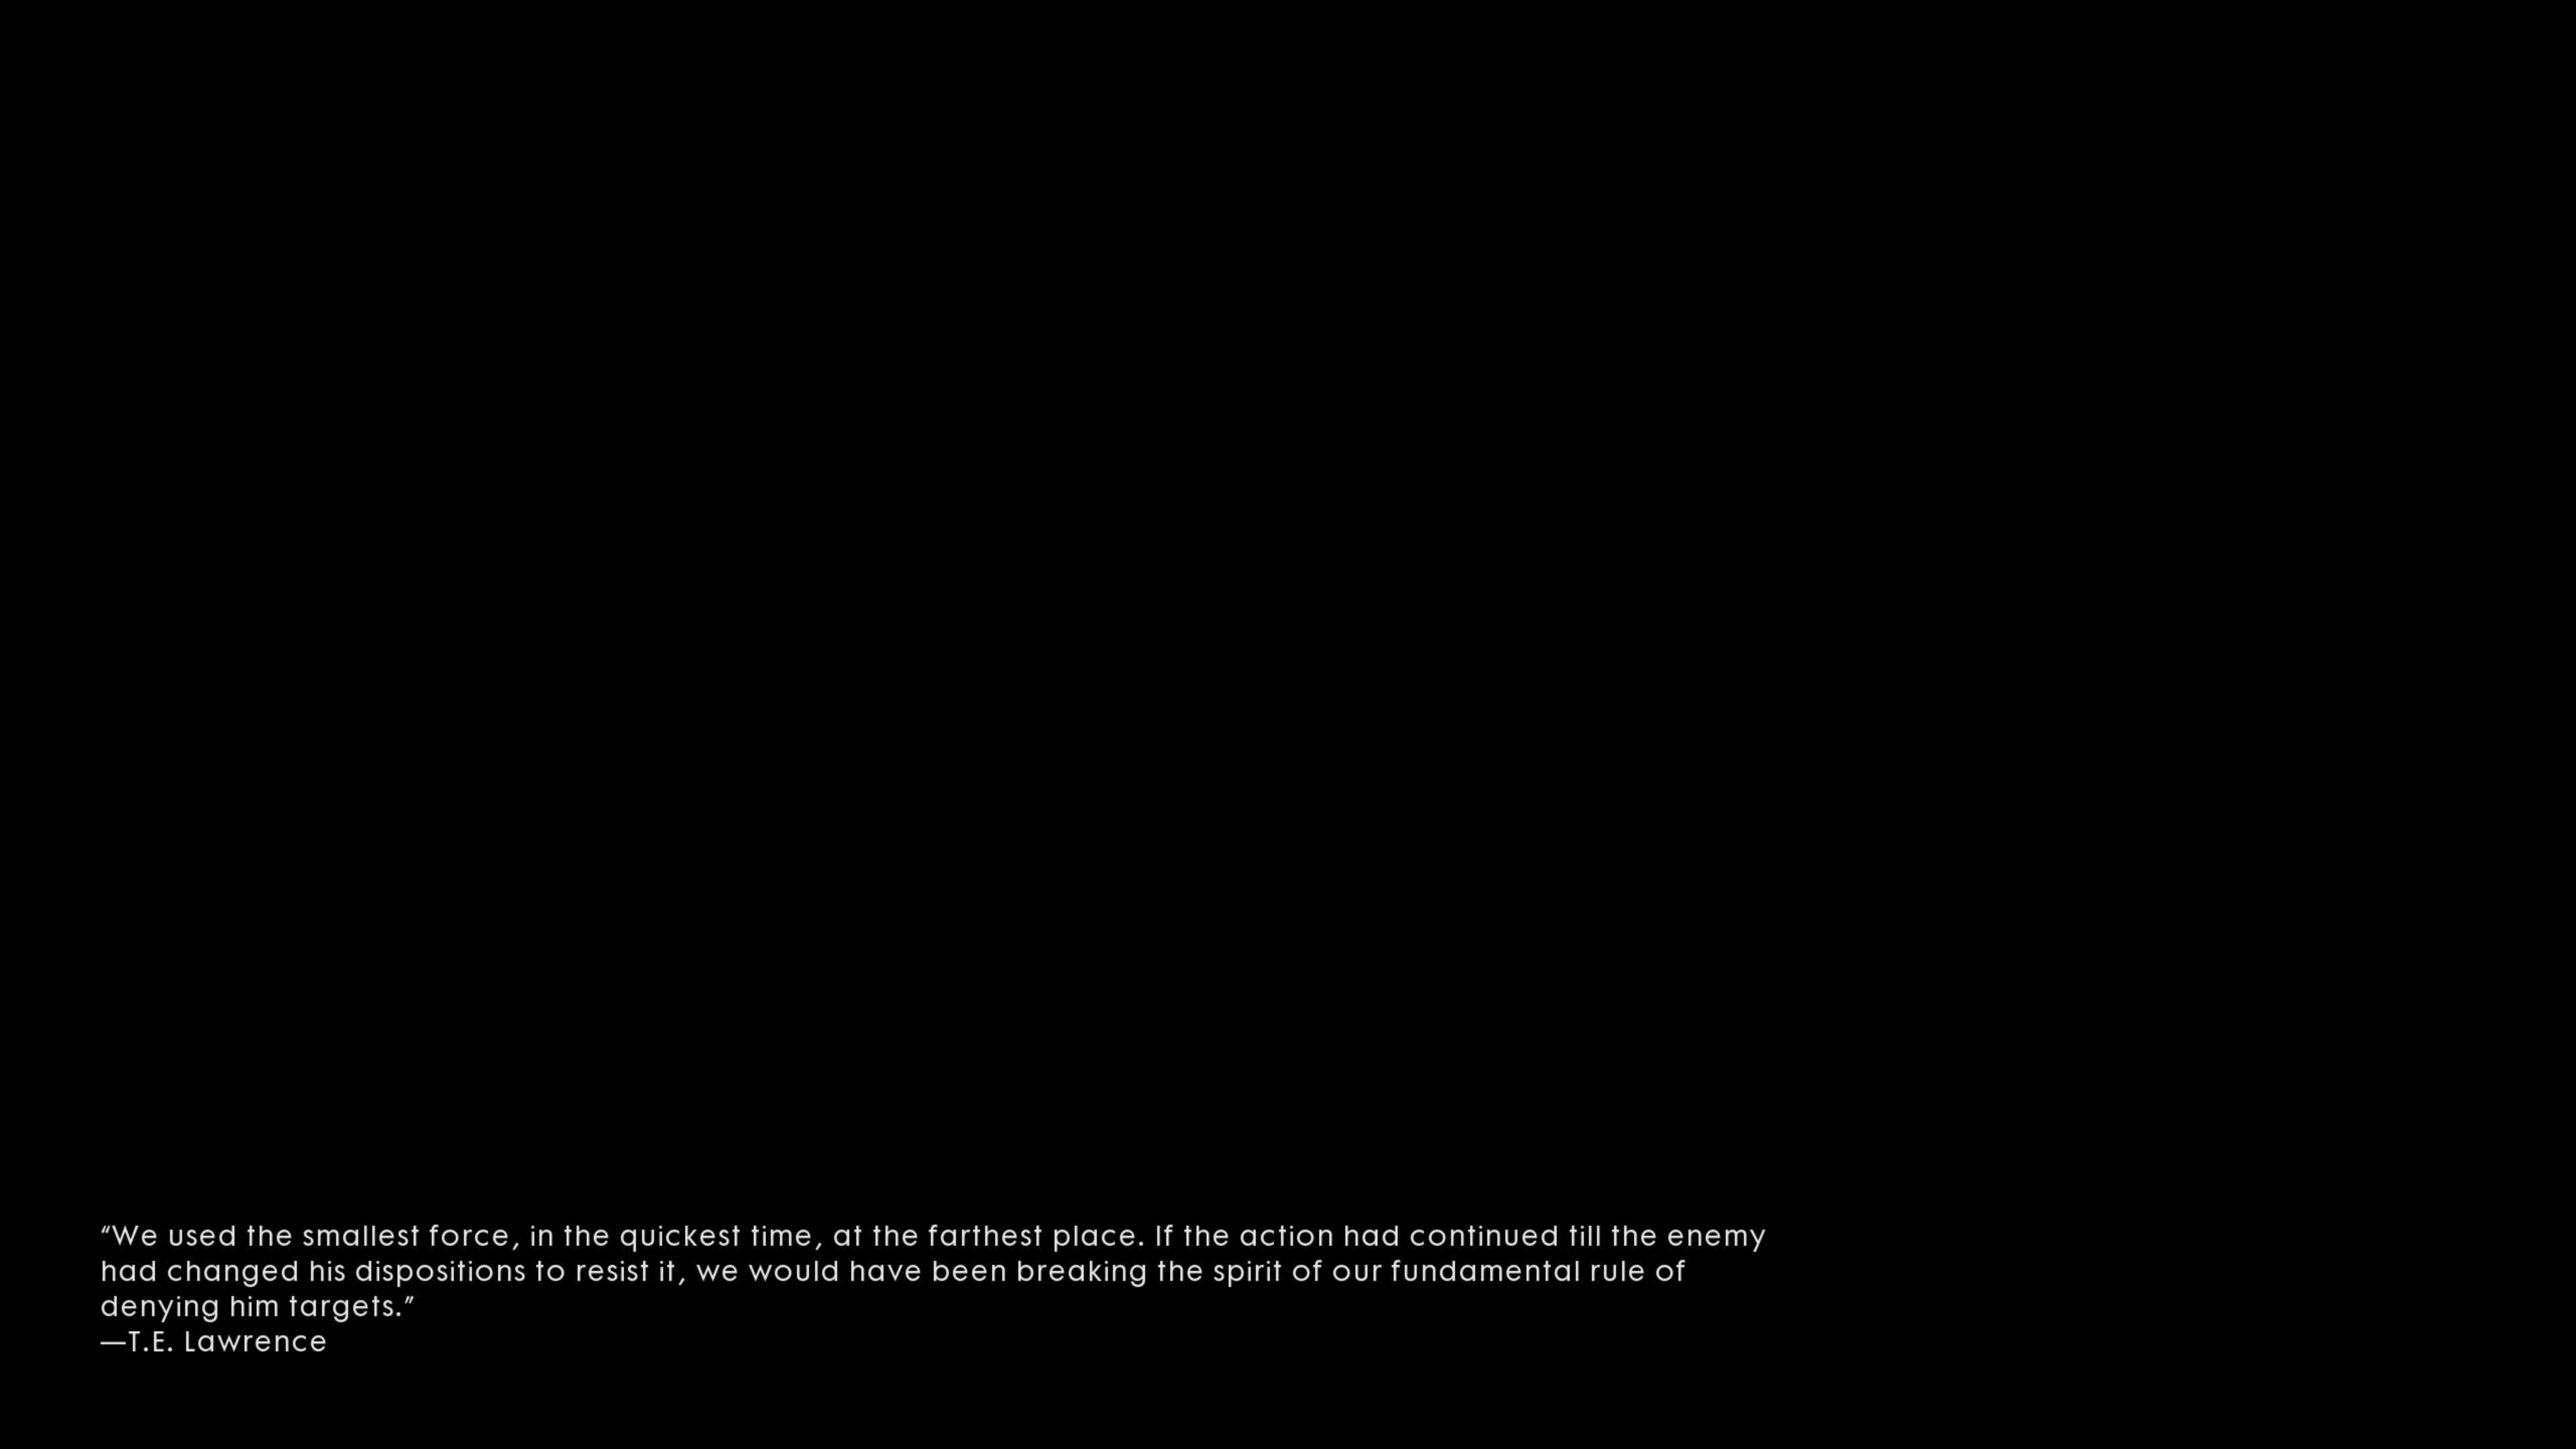 “We used the smallest force, in the quickest time, at the farthest place. If the action had continued till the enemy
had changed his dispositions to resist it, we would have been breaking the spirit of our fundamental rule of
denying him targets.”
—T.E. Lawrence